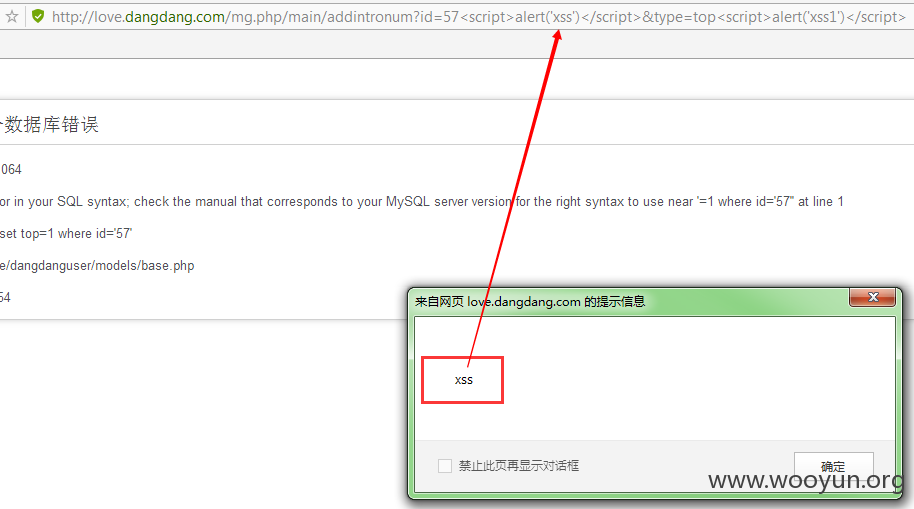 http://love.dangdang.com/mg.php/main/addintronum?id=57<script>alert('xss')</script>&type=top<script>alert('xss1')</script>
数据库错误
064
or in your SQL syntax; check the manual that corresponds to your MySQL server version for the right syntax to use near '=1 where id='57'' at line 1
set top=1 where id='57'
e/dangdanguser/models/base.php
54
来自网页 love.dangdang.com 的提示信息
xss
禁止此页再显示对话框
确定
www.wooyun.org